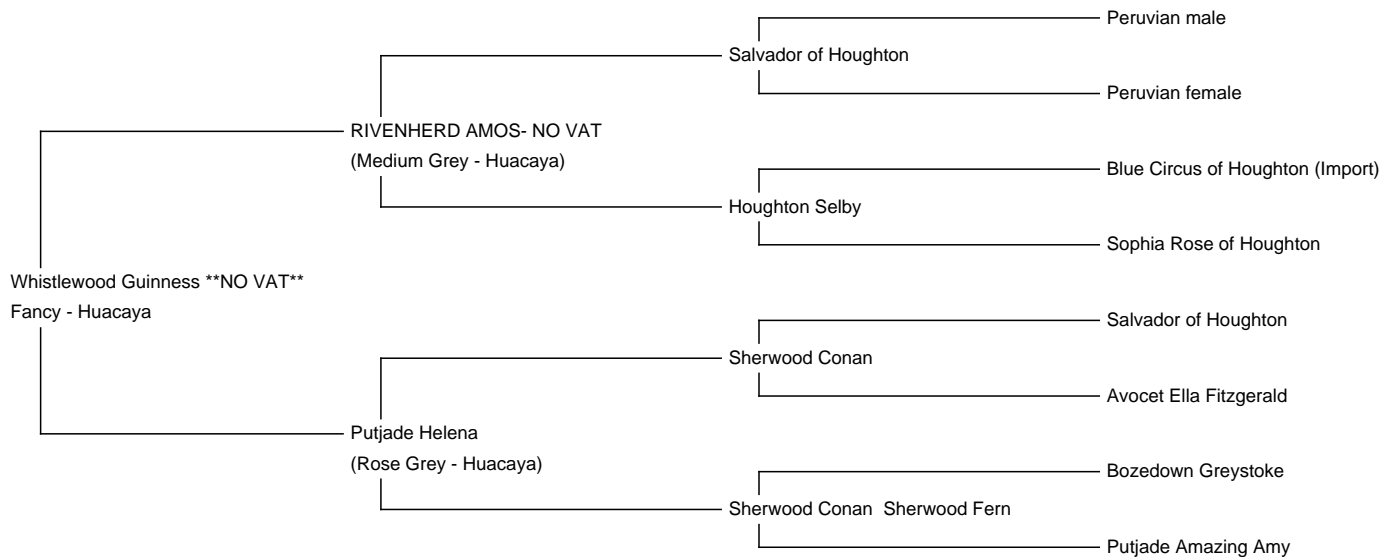 Peruvian male
Salvador of Houghton
Peruvian female
RIVENHERD AMOS- NO VAT
(Medium Grey - Huacaya)
Blue Circus of Houghton (Import)
Houghton Selby
Sophia Rose of Houghton
Whistlewood Guinness **NO VAT**
Fancy - Huacaya
Salvador of Houghton
Sherwood Conan
Avocet Ella Fitzgerald
Putjade Helena
(Rose Grey - Huacaya)
Bozedown Greystoke
Sherwood Conan  Sherwood Fern
Putjade Amazing Amy